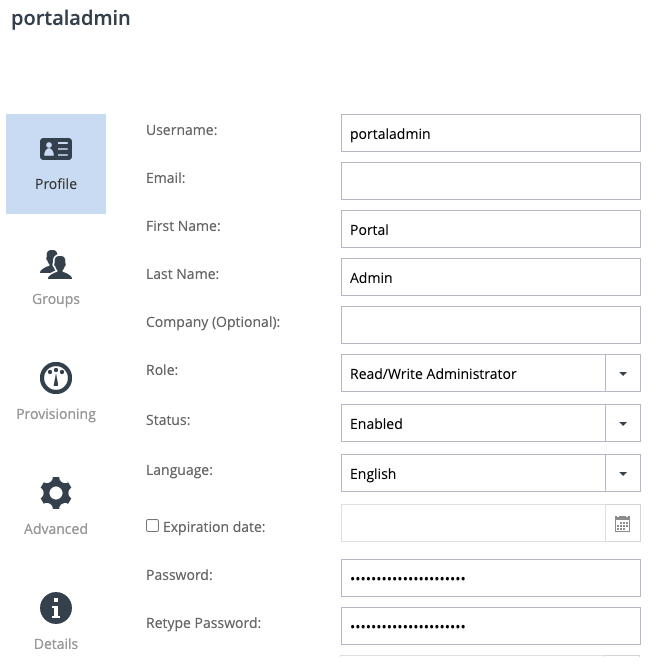 portaladmin
Profile
Groups
Provisioning
Advanced
Details
Username:
portaladmin
Email:
First Name:
Portal
Last Name:
Admin
Company (Optional):
Role:
Read/Write Administrator
Status:
Enabled
Language:
English
Expiration date:
Password:
•••••••••••••••••••••••
Retype Password:
•••••••••••••••••••••••